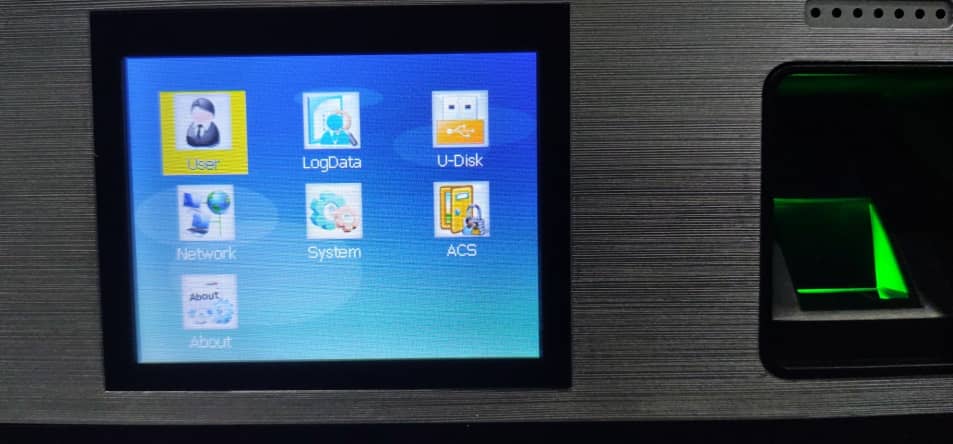 User
LogData
U-Disk
Network
System
ACS
About
About